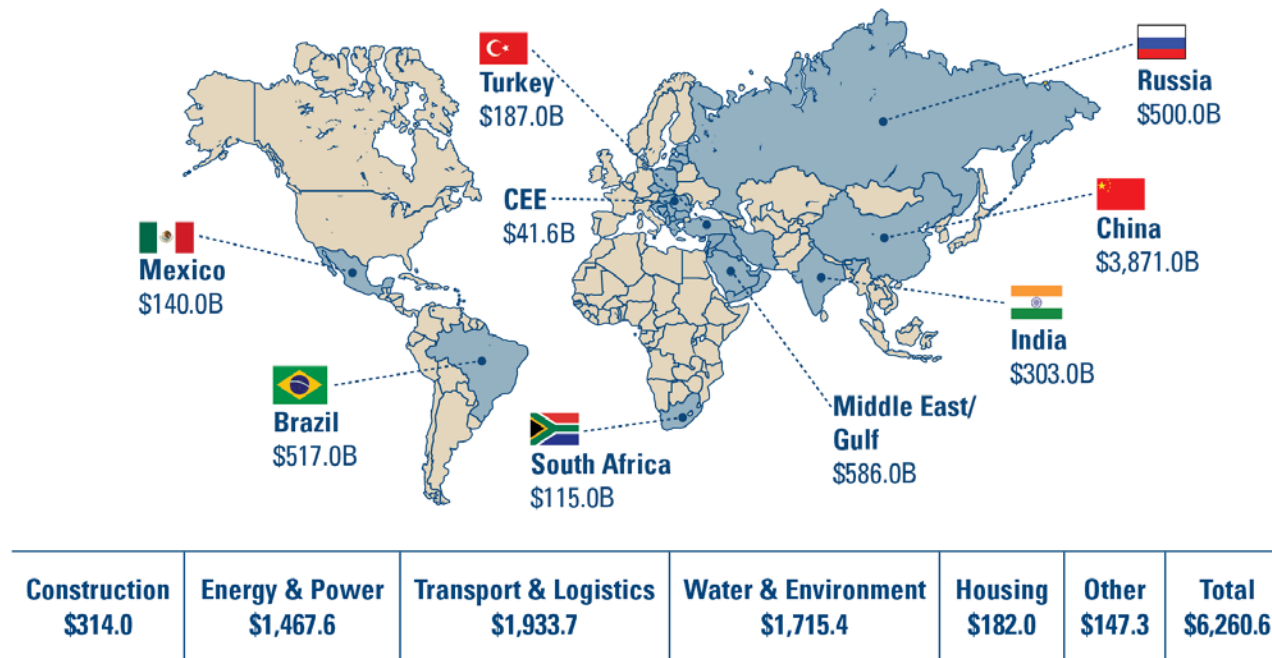 Turkey
$187.0B
Russia
$500.0B
CEE
$41.6B
China
$3,871.0B
Mexico
$140.0B
India
$303.0B
Brazil
$517.0B
Middle East/
Gulf
$586.0B
South Africa
$115.0B
Construction Energy & Power Transport & Logistics Water & Environment Housing Other Total
$314.0 $1,467.6 $1,933.7 $1,715.4 $182.0 $147.3 $6,260.6